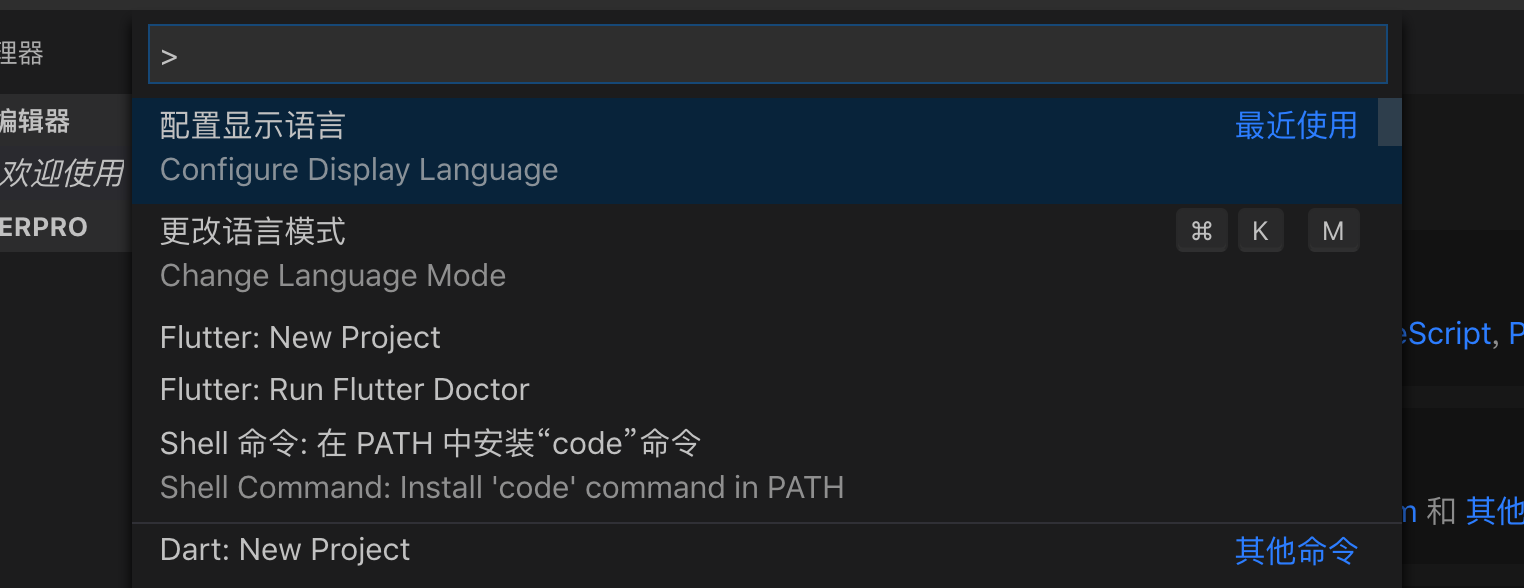 理器
>
编辑器
配置显示语言 最近使用
Configure Display Language
欢迎使用
更改语言模式 ⌘ K M
ERPRO
Change Language Mode
Flutter: New Project
eScript, P
Flutter: Run Flutter Doctor
Shell 命令: 在 PATH 中安装“code”命令
Shell Command: Install 'code' command in PATH
m 和 其他
Dart: New Project 其他命令